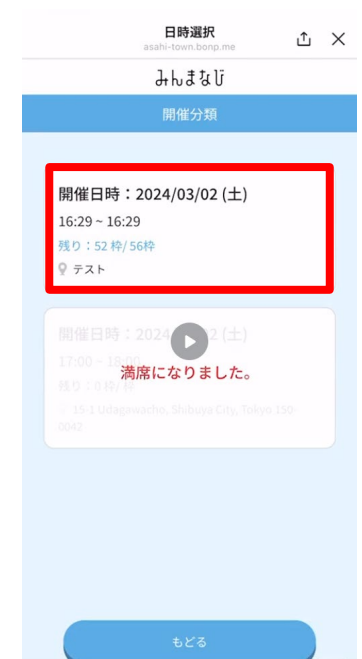 日時選択
asahi-town.bonp.me
みんまなび
開催分類
開催日時：2024/03/02 (土)
16:29 ~ 16:29
残り：52 枠/ 56枠
テスト
開催日時：2024/ 2 (土)
17:00 ~ 18:00
満席になりました。
残り：0 枠/ 枠
15-1 Udagawacho, Shibuya City, Tokyo 150-
0042
もどる